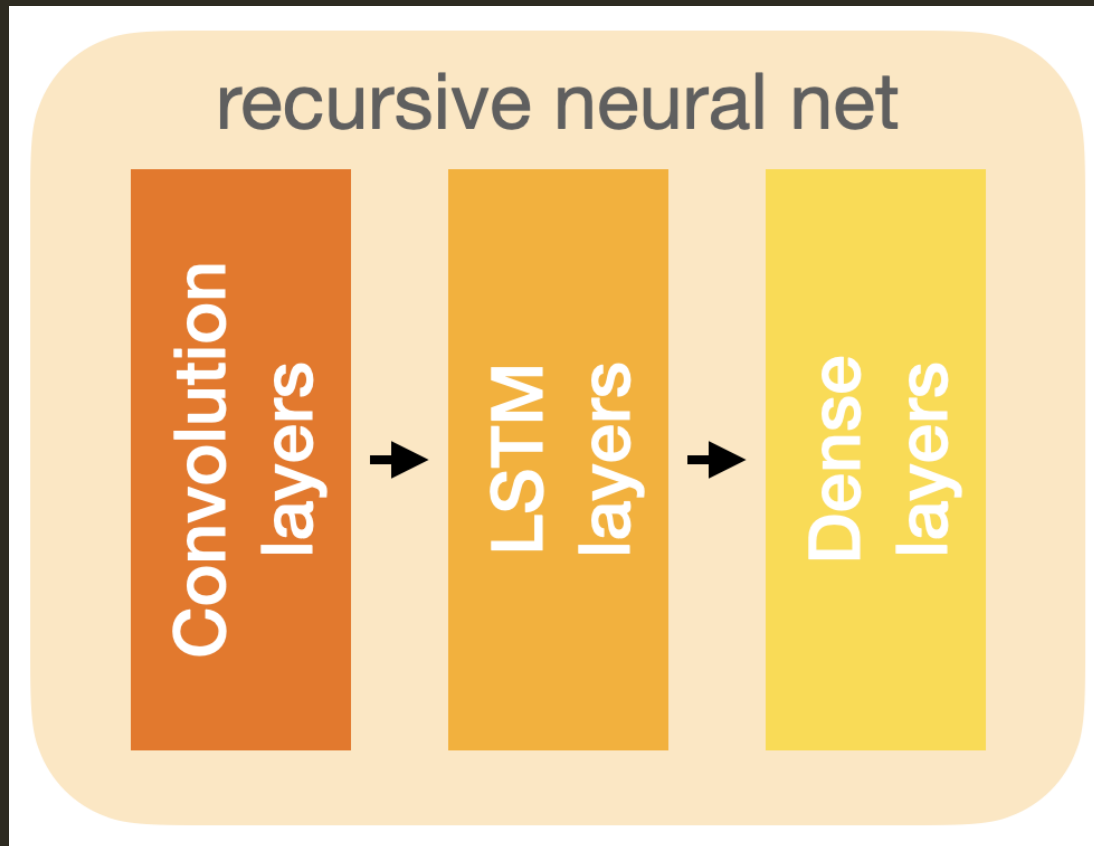 recursive neural net
Convolution
layers
LSTM
layers
Dense
layers